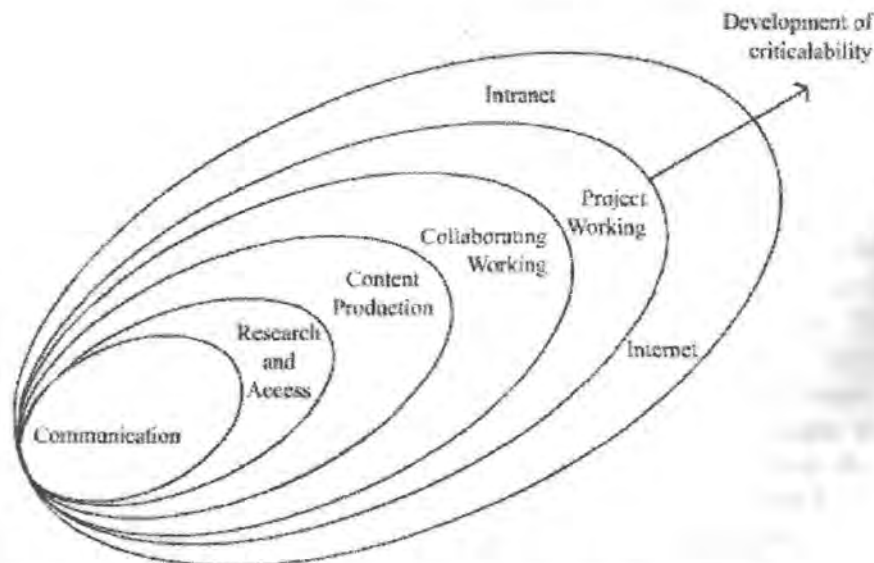 Development of
criticalability
Intranet
Project
Working
Collaborating
Working
Content
Production
Research
and
Access
Internet
Communication